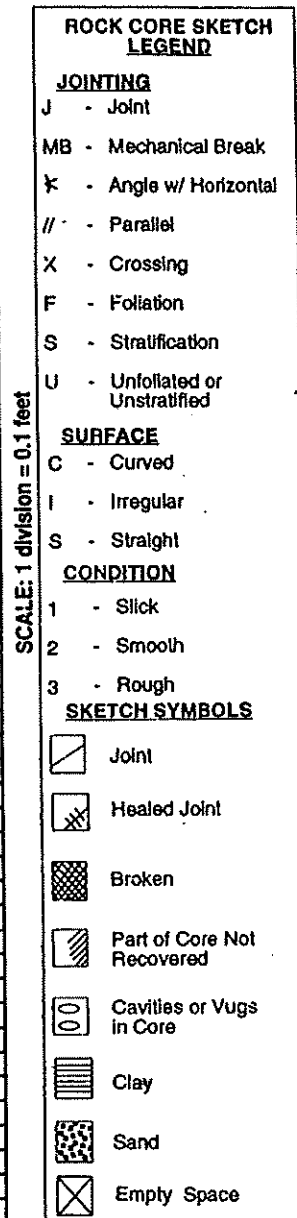 ROCK CORE SKETCH
LEGEND
JOINTING
J - Joint
MB - Mechanical Break
- Angle w/ Horizontal
// - Parallel
X - Crossing
F - Foliation
S - Stratification
U - Unfoliated or
Unstratified
SURFACE
C - Curved
I - Irregular
S - Straight
CONDITION
1 - Slick
2 - Smooth
3 - Rough
SKETCH SYMBOLS
Joint
Healed Joint
Broken
Part of Core Not
Recovered
Cavities or Vugs
in Core
Clay
Sand
Empty Space
SCALE: 1 division = 0.1 feet